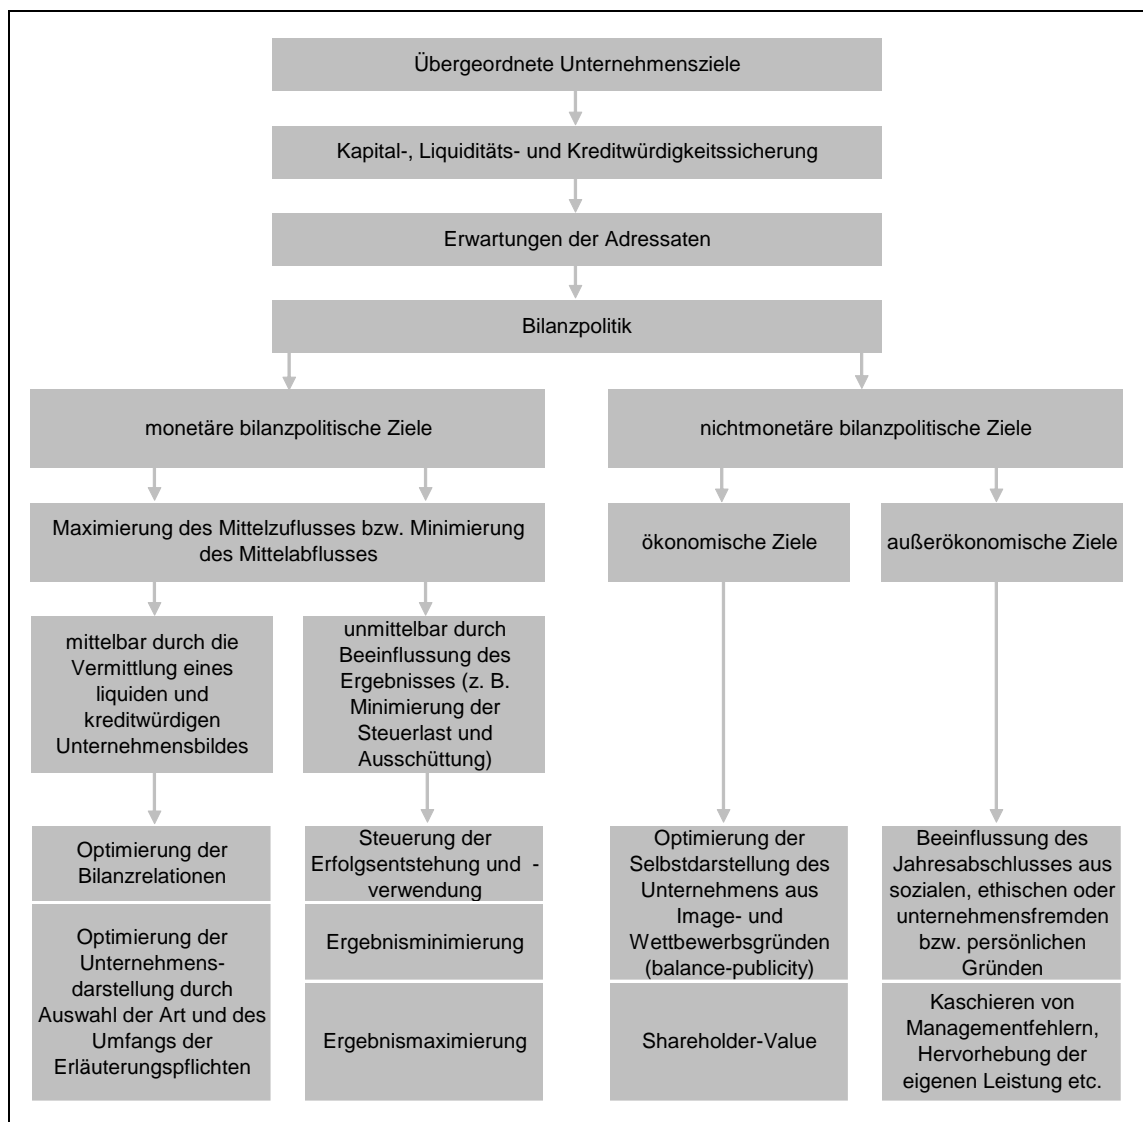 Übergeordnete Unternehmensziele
Kapital-, Liquiditäts- und Kreditwürdigkeitssicherung
Erwartungen der Adressaten
Bilanzpolitik
monetäre bilanzpolitische Ziele
nichtmonetäre bilanzpolitische Ziele
Maximierung des Mittelzuflusses bzw. Minimierung
des Mittelabflusses
ökonomische Ziele
außerökonomische Ziele
mittelbar durch die
Vermittlung eines
liquiden und
kreditwürdigen
Unternehmensbildes
unmittelbar durch
Beeinflussung des
Ergebnisses (z. B.
Minimierung der
Steuerlast und
Ausschüttung)
Optimierung der
Bilanzrelationen
Optimierung der
Unternehmens-
darstellung durch
Auswahl der Art und des
Umfangs der
Erläuterungspflichten
Steuerung der
Erfolgsentstehung und -
verwendung
Ergebnisminimierung
Ergebnismaximierung
Optimierung der
Selbstdarstellung des
Unternehmens aus
Image- und
Wettbewerbsgründen
(balance-publicity)
Shareholder-Value
Beeinflussung des
Jahresabschlusses aus
sozialen, ethischen oder
unternehmensfremden
bzw. persönlichen
Gründen
Kaschieren von
Managementfehlern,
Hervorhebung der
eigenen Leistung etc.